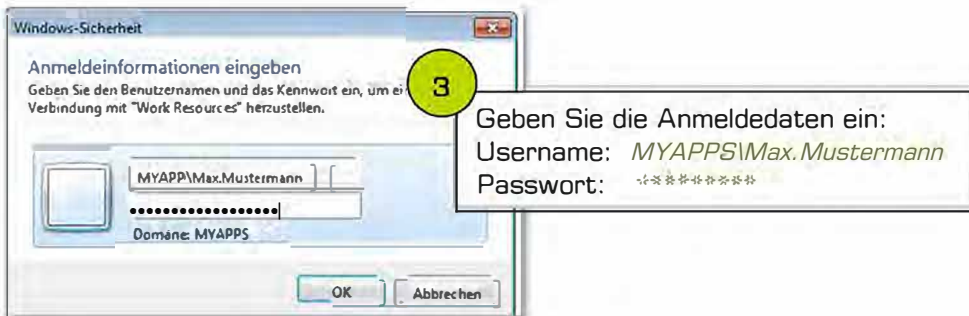 Windows-Sicherheit
Anmeldeinformationen eingeben
Geben Sie den Benutzernamen und das Kennwort ein, um ei
Verbindung mit "Work Resources" herzustellen.
MYAPP\Max.Mustermann
••••••••••••••••••
Domäne: MYAPPS
OK
Abbrechen
3
Geben Sie die Anmeldedaten ein:
Username: MYAPPS\Max.Mustermann
Passwort: *********